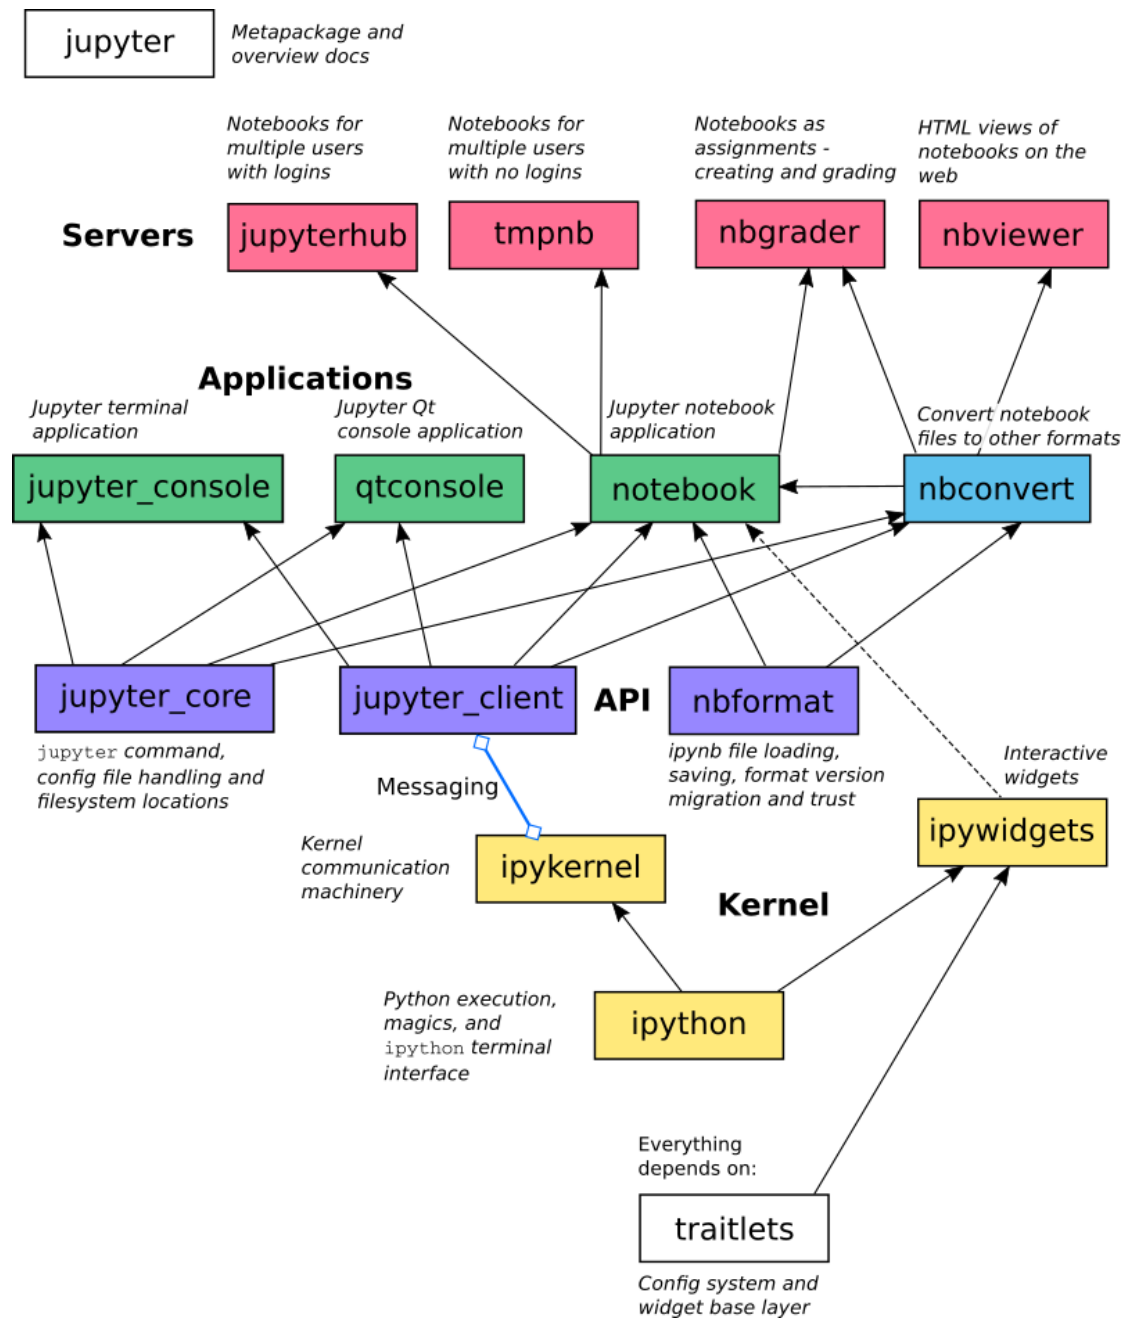 jupyter
Metapackage and
overview docs
Notebooks for
multiple users
with logins
Notebooks for
multiple users
with no logins
Notebooks as
assignments -
creating and grading
HTML views of
notebooks on the
web
Servers
jupyterhub
tmpnb
nbgrader
nbviewer
Applications
Jupyter terminal
application
Jupyter Qt
console application
Jupyter notebook
application
Convert notebook
files to other formats
jupyter_console
qtconsole
notebook
nbconvert
jupyter_core
jupyter_client
API
nbformat
jupyter command,
config file handling and
filesystem locations
ipynb file loading,
saving, format version
migration and trust
Interactive
widgets
Messaging
ipywidgets
Kernel
communication
machinery
ipykernel
Kernel
Python execution,
magics, and
ipython terminal
interface
ipython
Everything
depends on:
traitlets
Config system and
widget base layer